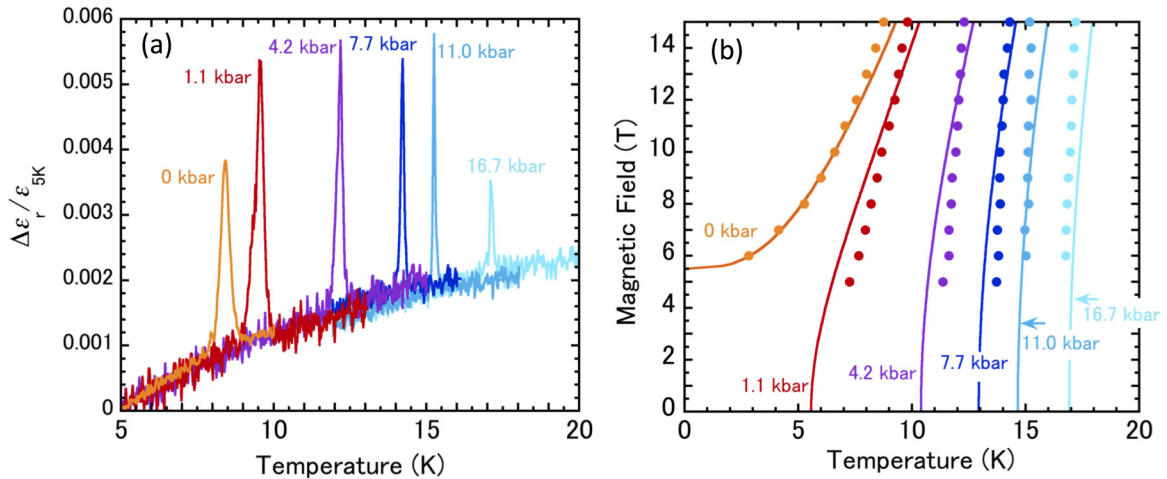 (a)
0.006
0.005
0.004
0.003
0.002
0.001
0
Δε_r/ε_5K
1.1 kbar
4.2 kbar
7.7 kbar
11.0 kbar
0 kbar
16.7 kbar
5
10
15
20
Temperature (K)
(b)
14
12
10
8
6
4
2
0
Magnetic Field (T)
0 kbar
1.1 kbar
4.2 kbar
7.7 kbar
11.0 kbar
16.7 kbar
0
5
10
15
20
Temperature (K)